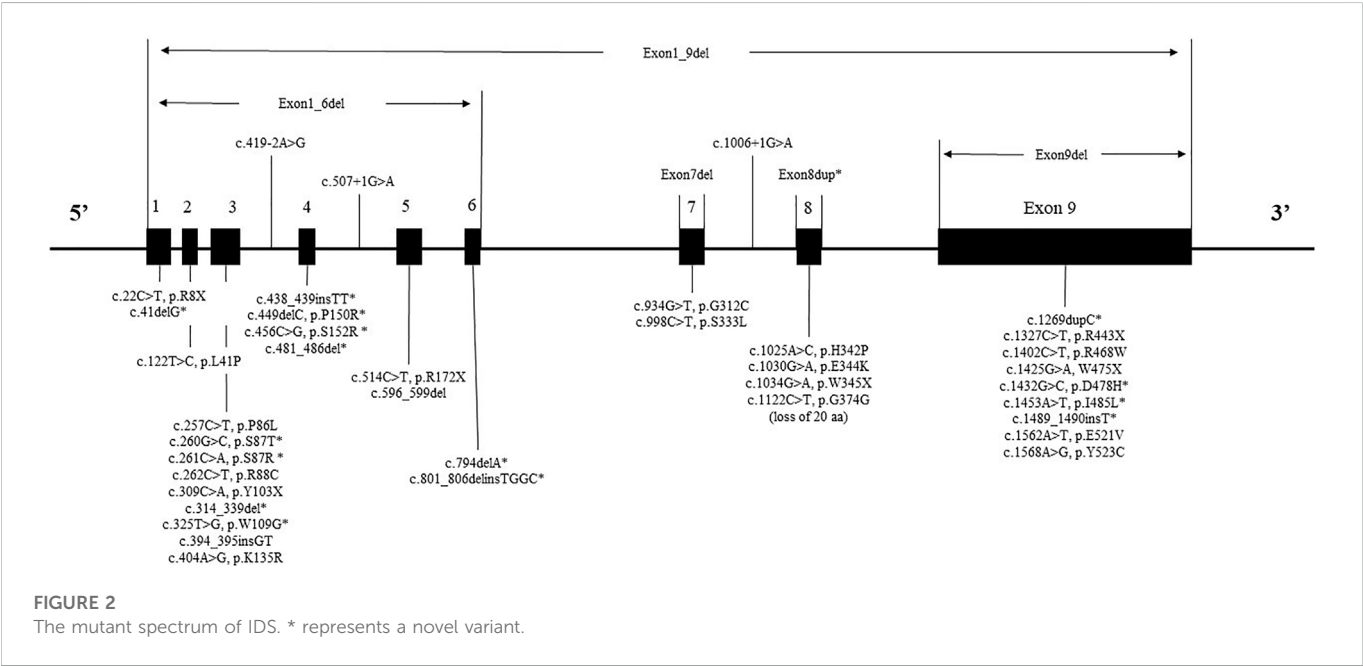 Exon1_9del
Exon1_6del
c.419-2A>G
c.1006+1G>A
Exon9del
c.507+1G>A
Exon7del
Exon8dup*
5’
1
2
3
4
5
6
7
8
Exon 9
3’
c.22C>T, p.R8X
c.41delG*
c.122T>C, p.L41P
c.257C>T, p.P86L
c.260G>C, p.S87T*
c.261C>A, p.S87R *
c.262C>T, p.R88C
c.309C>A, p.Y103X
c.314_339del*
c.325T>G, p.W109G*
c.394_395insGT
c.404A>G, p.K135R
c.438_439insTT*
c.449delC, p.P150R*
c.456C>G, p.S152R *
c.481_486del*
c.514C>T, p.R172X
c.596_599del
c.794delA*
c.801_806delinsTGGC*
c.934G>T, p.G312C
c.998C>T, p.S333L
c.1025A>C, p.H342P
c.1030G>A, p.E344K
c.1034G>A, p.W345X
c.1122C>T, p.G374G
(loss of 20 aa)
c.1269dupC*
c.1327C>T, p.R443X
c.1402C>T, p.R468W
c.1425G>A, W475X
c.1432G>C, p.D478H*
c.1453A>T, p.I485L*
c.1489_1490insT*
c.1562A>T, p.E521V
c.1568A>G, p.Y523C
FIGURE 2
The mutant spectrum of IDS. * represents a novel variant.